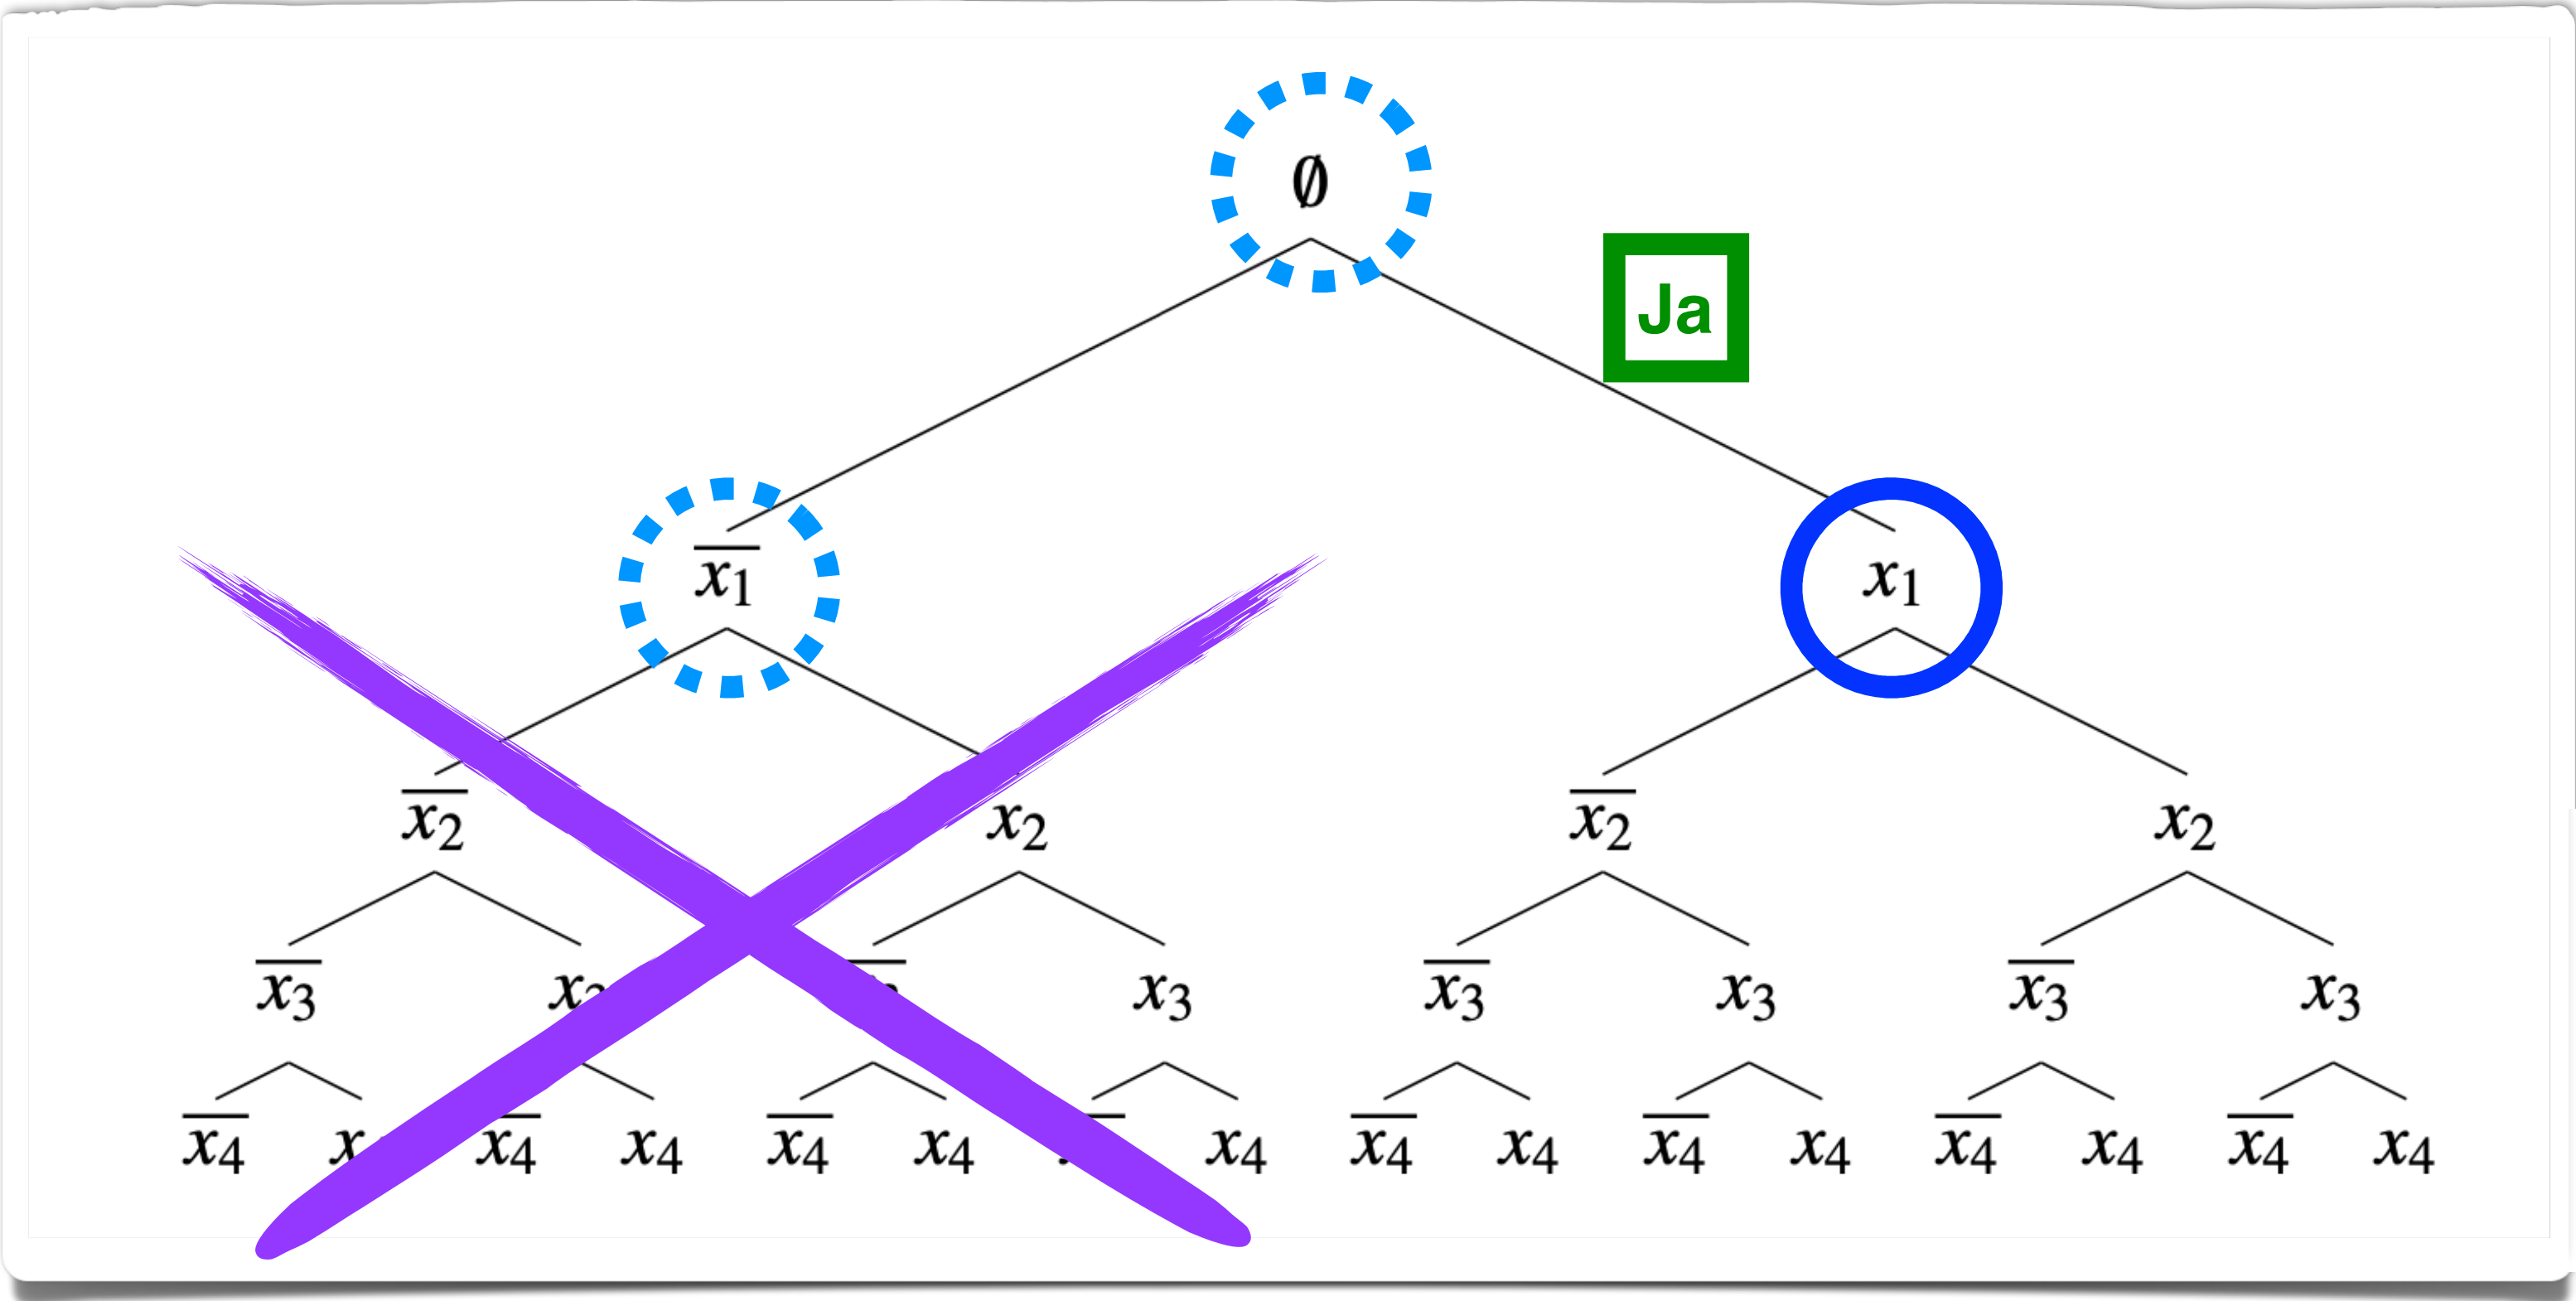 ∅
Ja
x̅₁ x₁
x̅₂ x₂ x̅₂ x₂
x̅₃ x₃ x̅₃ x₃ x̅₃ x₃
x̅₄ x̅₄ x₄ x̅₄ x₄ x₄ x̅₄ x₄ x̅₄ x₄ x̅₄ x₄ x̅₄ x₄